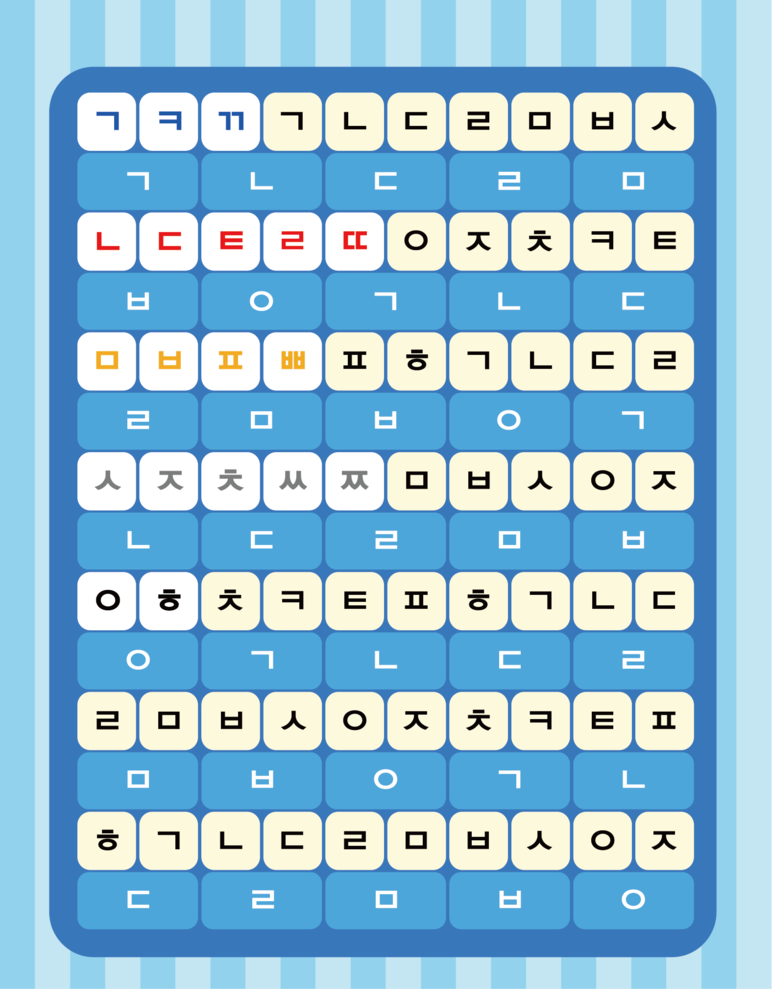 ㄱ ㅋ ㄲ ㄱ ㄴ ㄷ ㄹ ㅁ ㅂ ㅅ
ㄱ ㄴ ㄷ ㄹ ㅁ
ㄴ ㄷ ㅌ ㄹ ㄸ ㅇ ㅈ ㅊ ㅋ ㅌ
ㅂ ㅇ ㄱ ㄴ ㄷ
ㅁ ㅂ ㅍ ㅃ ㅍ ㅎ ㄱ ㄴ ㄷ ㄹ
ㄹ ㅁ ㅂ ㅇ ㄱ
ㅅ ㅈ ㅊ ㅆ ㅉ ㅁ ㅂ ㅅ ㅇ ㅈ
ㄴ ㄷ ㄹ ㅁ ㅂ
ㅇ ㅎ ㅊ ㅋ ㅌ ㅍ ㅎ ㄱ ㄴ ㄷ
ㅇ ㄱ ㄴ ㄷ ㄹ
ㄹ ㅁ ㅂ ㅅ ㅇ ㅈ ㅊ ㅋ ㅌ ㅍ
ㅁ ㅂ ㅇ ㄱ ㄴ
ㅎ ㄱ ㄴ ㄷ ㄹ ㅁ ㅂ ㅅ ㅇ ㅈ
ㄷ ㄹ ㅁ ㅂ ㅇ